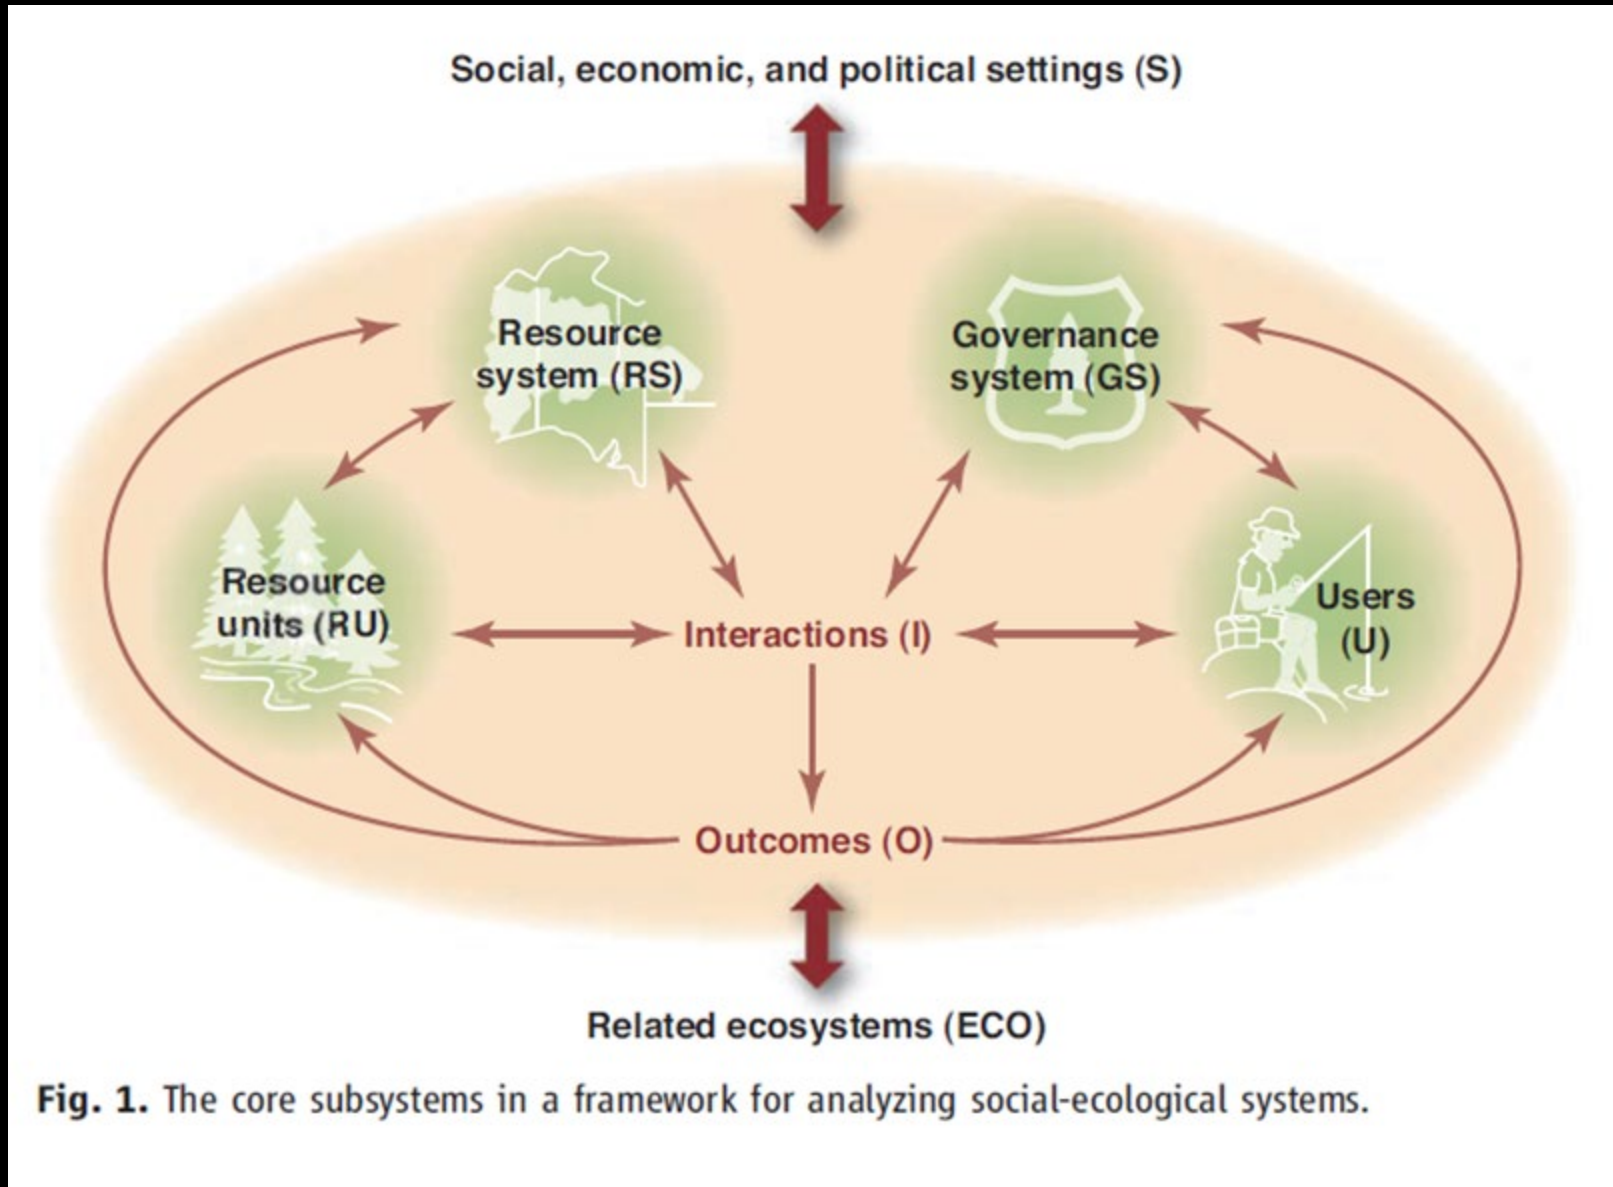 Social, economic, and political settings (S)
Resource
system (RS)
Governance
system (GS)
Resource
units (RU)
Interactions (I)
Users
(U)
Outcomes (O)
Related ecosystems (ECO)
Fig. 1. The core subsystems in a framework for analyzing social-ecological systems.